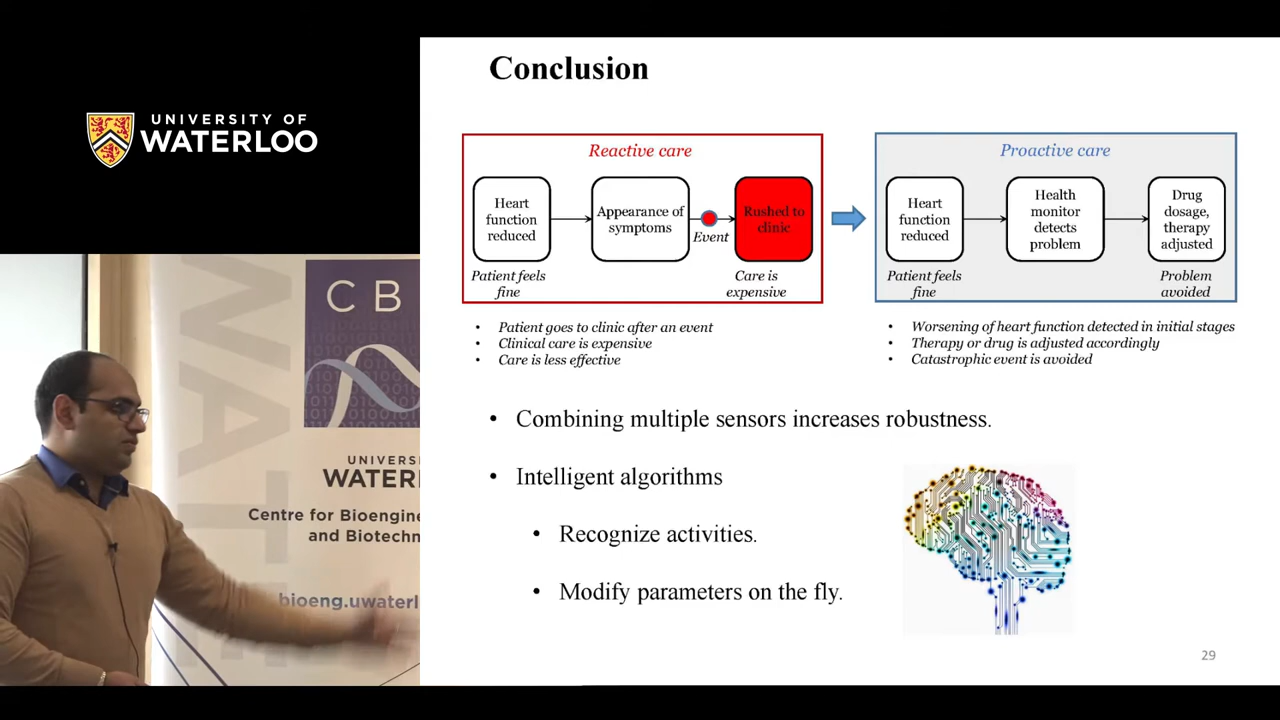 UNIVERSITY OF
WATERLOO
CB
UNIVERS
WATER
Centre for Bioengine
and Biotechn
bioeng.uwaterl
Conclusion
Reactive care
Heart
function
reduced
Appearance of
symptoms
Event
Rushed to
clinic
Patient feels
fine
Care is
expensive
• Patient goes to clinic after an event
• Clinical care is expensive
• Care is less effective
Proactive care
Heart
function
reduced
Health
monitor
detects
problem
Drug
dosage,
therapy
adjusted
Patient feels
fine
Problem
avoided
• Worsening of heart function detected in initial stages
• Therapy or drug is adjusted accordingly
• Catastrophic event is avoided
• Combining multiple sensors increases robustness.
• Intelligent algorithms
• Recognize activities.
• Modify parameters on the fly.
29